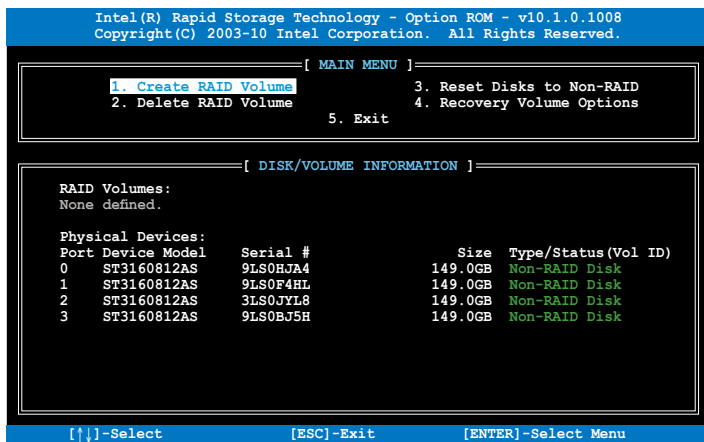 Intel(R) Rapid Storage Technology - Option ROM - v10.1.0.1008
Copyright(C) 2003-10 Intel Corporation.  All Rights Reserved.
[ MAIN MENU ]
1. Create RAID Volume 3. Reset Disks to Non-RAID
2. Delete RAID Volume 4. Recovery Volume Options
5. Exit
[ DISK/VOLUME INFORMATION ]
RAID Volumes:
None defined.
Physical Devices:
Port Device Model Serial # Size Type/Status(Vol ID)
0 ST3160812AS 9LS0HJA4 149.0GB Non-RAID Disk
1 ST3160812AS 9LS0F4HL 149.0GB Non-RAID Disk
2 ST3160812AS 3LS0JYL8 149.0GB Non-RAID Disk
3 ST3160812AS 9LS0BJ5H 149.0GB Non-RAID Disk
[↑↓]-Select [ESC]-Exit [ENTER]-Select Menu